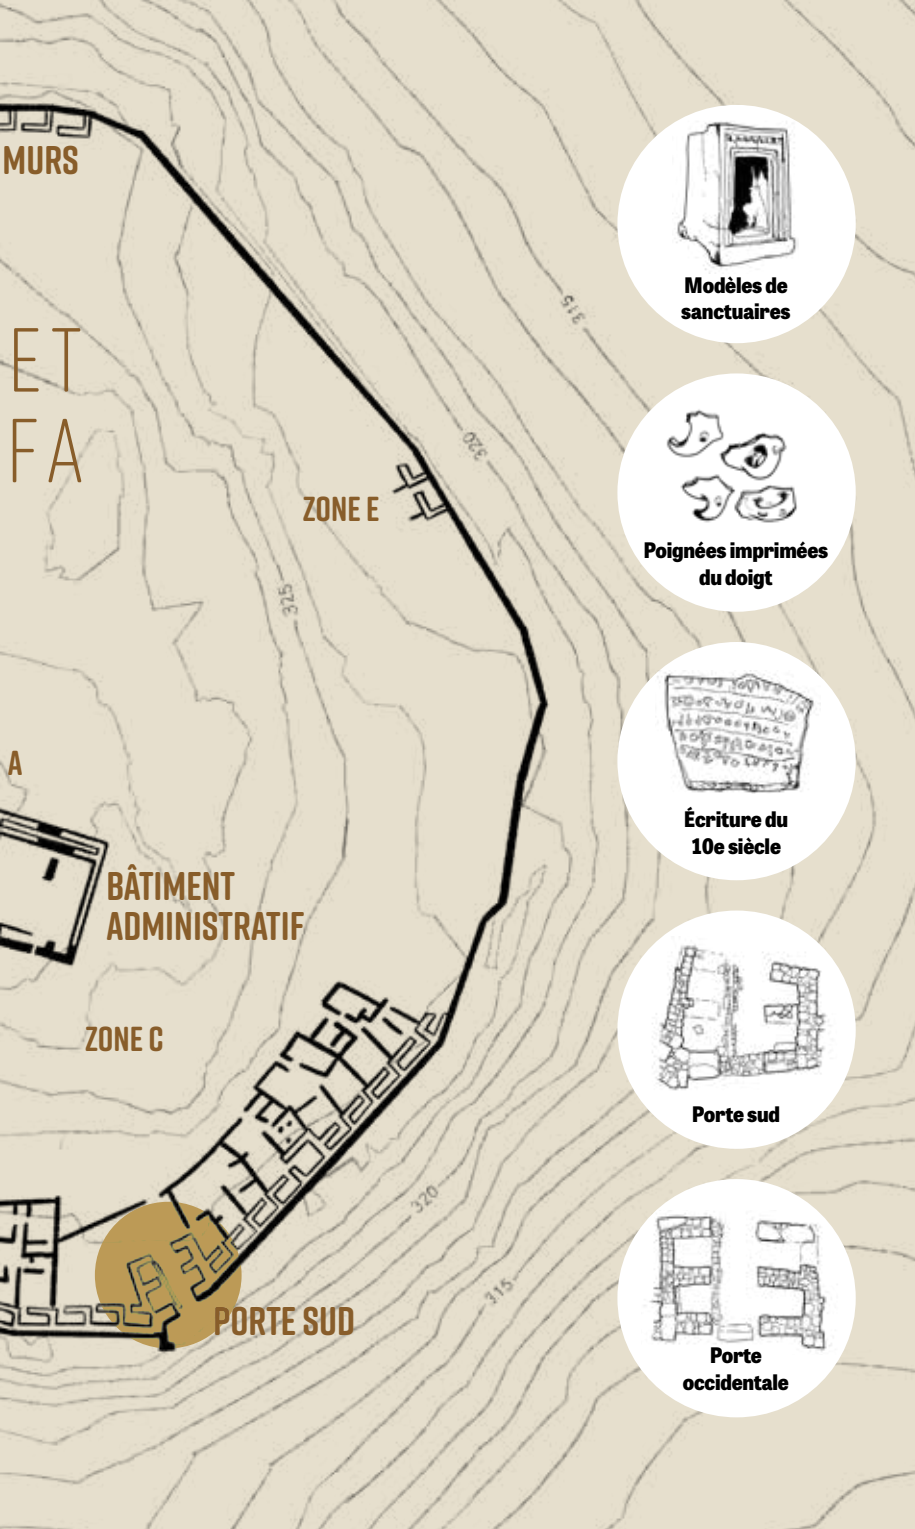 MURS
ET
FA
ZONE E
A
BÂTIMENT
ADMINISTRATIF
ZONE C
PORTE SUD
315
320
325
320
315
Modèles de
sanctuaires
Poignées imprimées
du doigt
Écriture du
10e siècle
Porte sud
Porte
occidentale